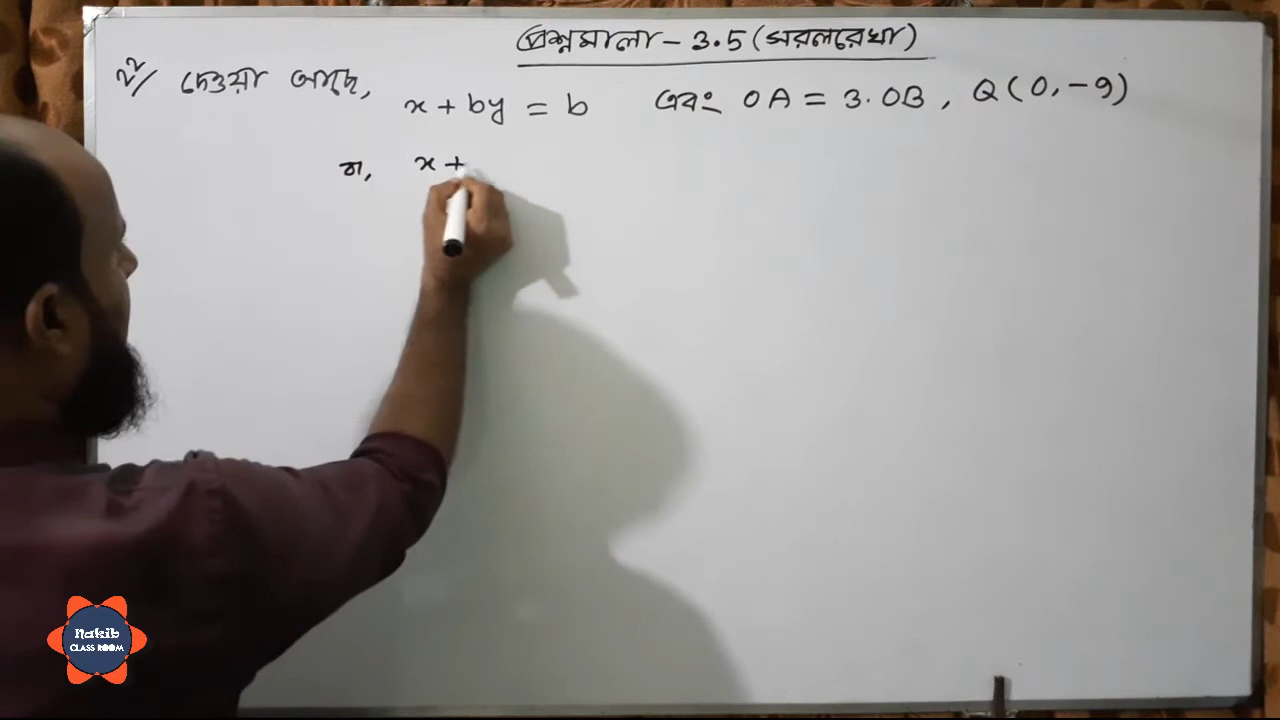 প্রশ্নমালা - 3.5 (সরলরেখা)
২২/ দেওয়া আছে,
x + by = b এবং OA = 3.OB, Q(0, -9)
বা, x +
Nakib
CLASS ROOM